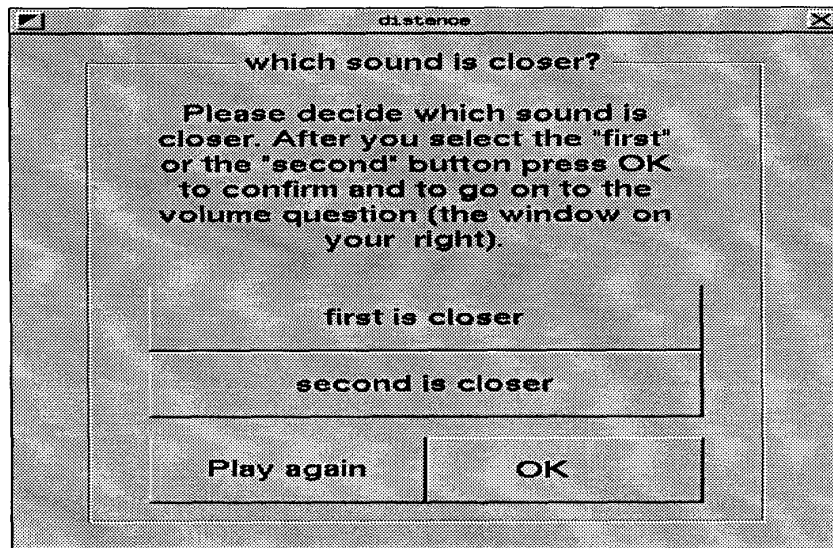 distance
which sound is closer?
Please decide which sound is
closer. After you select the "first"
or the "second" button press OK
to confirm and to go on to the
volume question (the window on
your right).
first is closer
second is closer
Play again OK